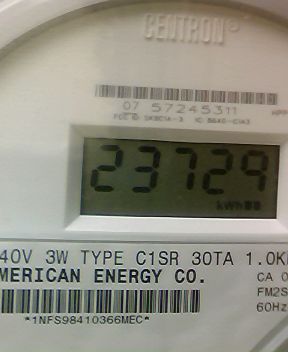 CENTRON®
07 57245311
23729
kWh
40V 3W TYPE C1SR 30TA 1.0K
MERICAN ENERGY CO.
CA 0
FM2S
60Hz
*1NFS98410366MEC*